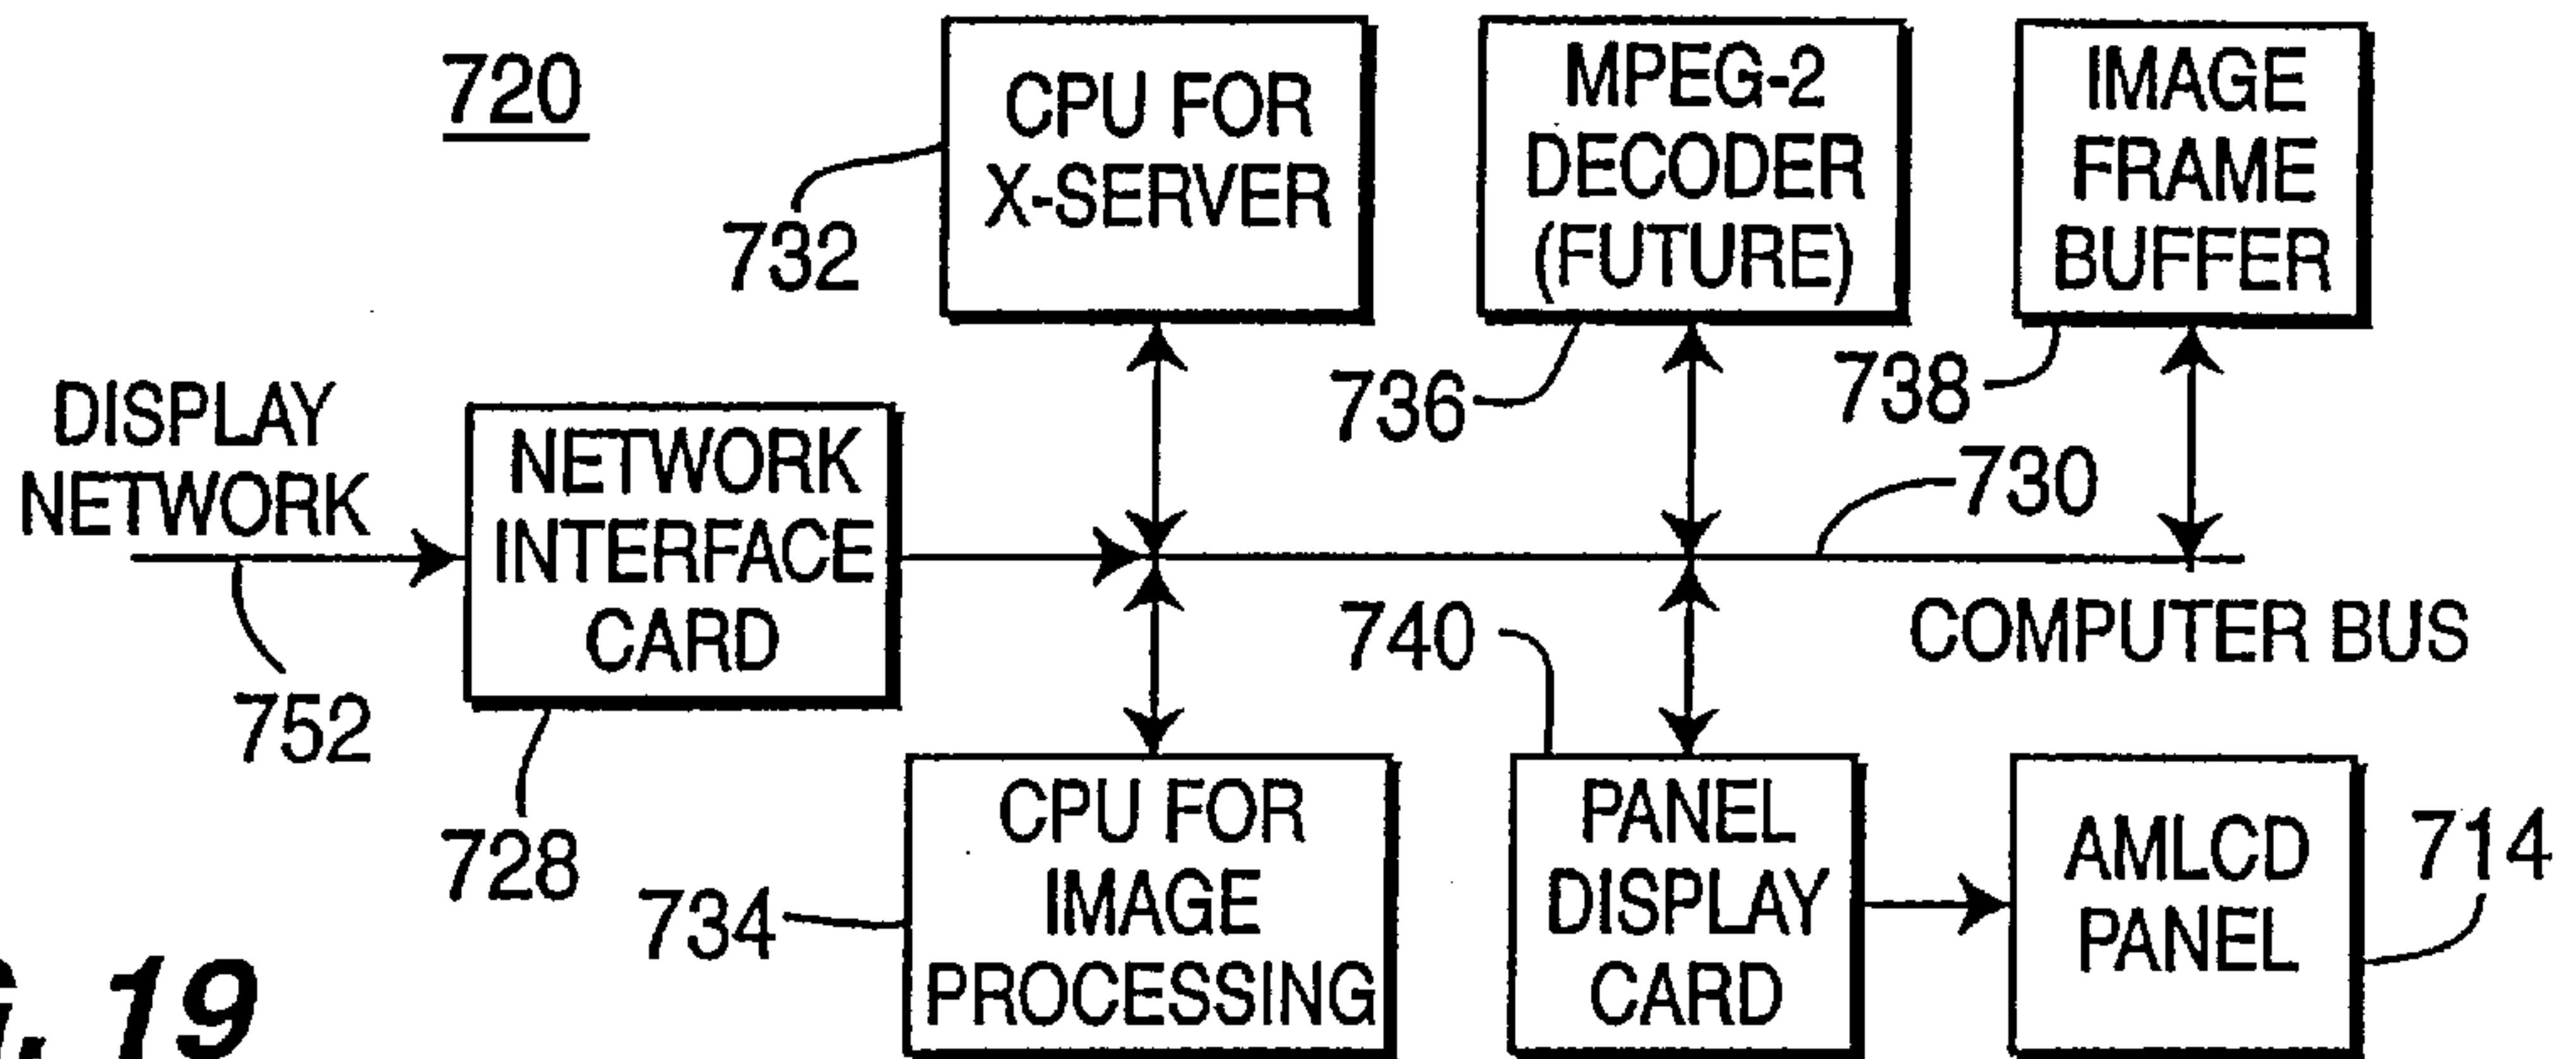 720
CPU FOR
X-SERVER
732
MPEG-2
DECODER
(FUTURE)
736
IMAGE
FRAME
BUFFER
738
DISPLAY
NETWORK
752
NETWORK
INTERFACE
CARD
728
730
COMPUTER BUS
CPU FOR
IMAGE
PROCESSING
734
740
PANEL
DISPLAY
CARD
AMLCD
PANEL
714
G. 19